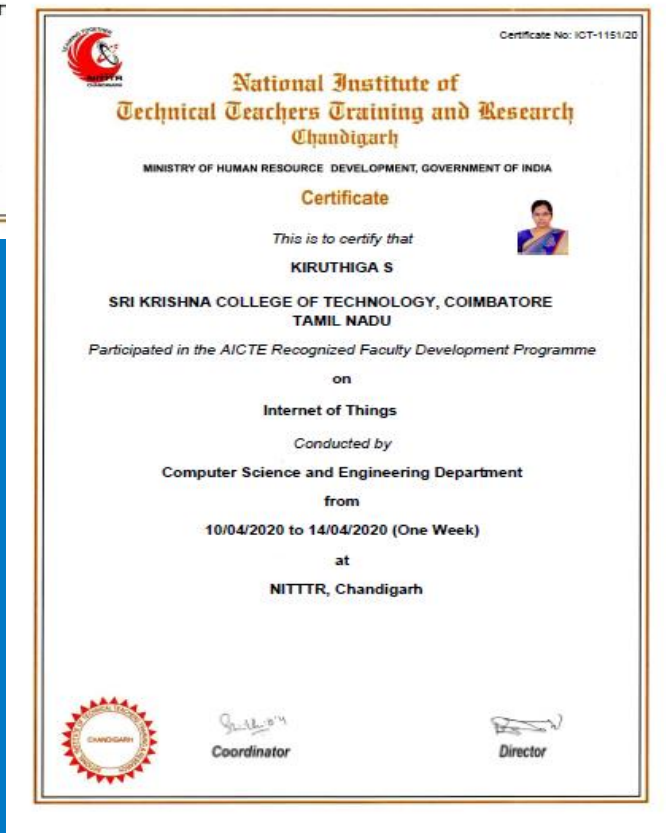 Certificate No: ICT-1151/20
NITTTR
CHANDIGARH
National Institute of
Technical Teachers Training and Research
Chandigarh
MINISTRY OF HUMAN RESOURCE DEVELOPMENT, GOVERNMENT OF INDIA
Certificate
This is to certify that
KIRUTHIGA S
SRI KRISHNA COLLEGE OF TECHNOLOGY, COIMBATORE
TAMIL NADU
Participated in the AICTE Recognized Faculty Development Programme
on
Internet of Things
Conducted by
Computer Science and Engineering Department
from
10/04/2020 to 14/04/2020 (One Week)
at
NITTTR, Chandigarh
CHANDIGARH
Coordinator
Director